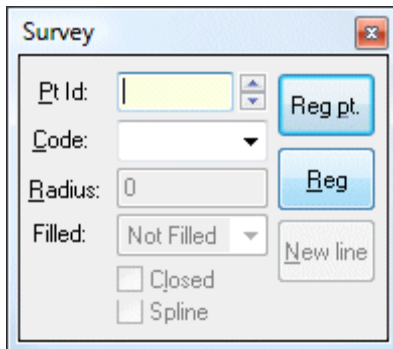 Survey
Pt Id:
Reg pt.
Code:
Radius: 0
Reg
Filled: Not Filled
New line
Closed
Spline